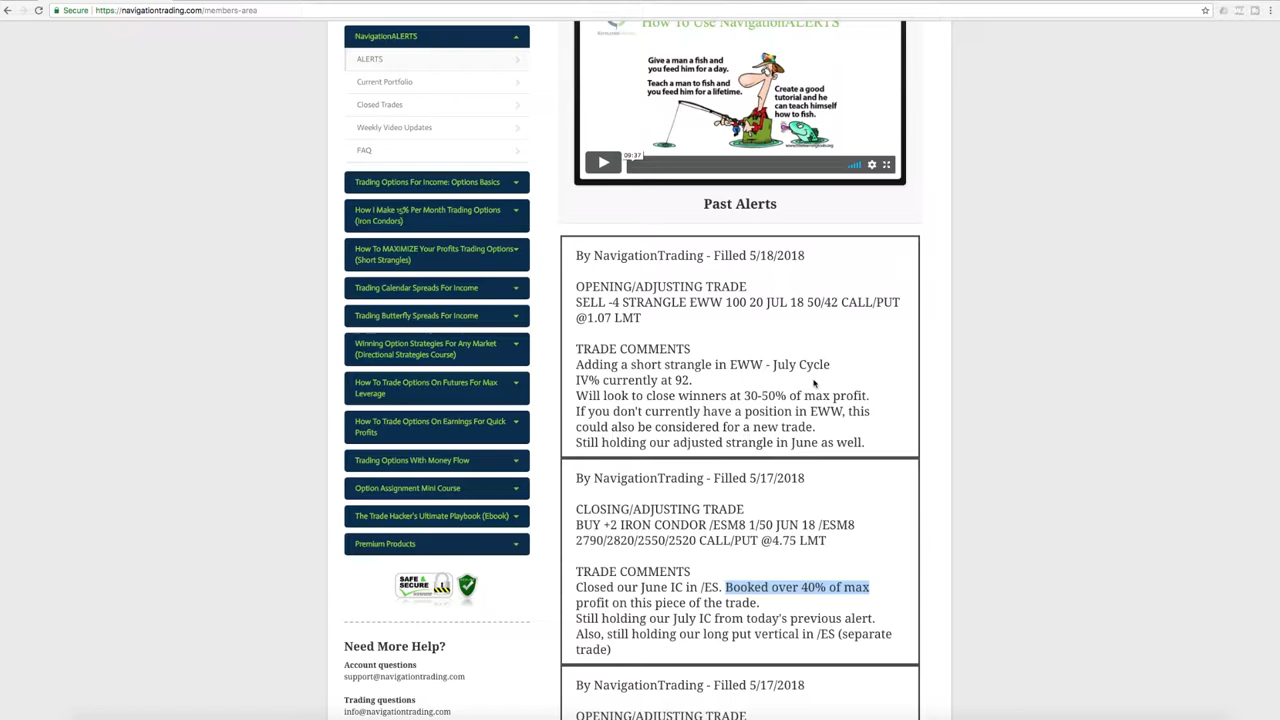 Secure
https://navigationtrading.com/members-area
NavigationALERTS
ALERTS
Current Portfolio
Closed Trades
Weekly Video Updates
FAQ
Trading Options For Income: Options Basics
How I Make 15% Per Month Trading Options
(Iron Condors)
How To MAXIMIZE Your Profits Trading Options
(Short Strangles)
Trading Calendar Spreads For Income
Trading Butterfly Spreads For Income
Winning Option Strategies For Any Market
(Directional Strategies Course)
How To Trade Options On Futures For Max
Leverage
How To Trade Options On Earnings For Quick
Profits
Trading Options With Money Flow
Option Assignment Mini Course
The Trade Hacker's Ultimate Playbook (Ebook)
Premium Products
SAFE &
SECURE
Need More Help?
Account questions
support@navigationtrading.com
Trading questions
info@navigationtrading.com
How To Use NavigationALERTS
Give a man a fish and
you feed him for a day.
Teach a man to fish and
you feed him for a lifetime.
Create a good
tutorial and he
can teach himself
how to fish.
09:37
Past Alerts
By NavigationTrading - Filled 5/18/2018
OPENING/ADJUSTING TRADE
SELL -4 STRANGLE EWW 100 20 JUL 18 50/42 CALL/PUT
@1.07 LMT
TRADE COMMENTS
Adding a short strangle in EWW - July Cycle
IV% currently at 92.
Will look to close winners at 30-50% of max profit.
If you don't currently have a position in EWW, this
could also be considered for a new trade.
Still holding our adjusted strangle in June as well.
By NavigationTrading - Filled 5/17/2018
CLOSING/ADJUSTING TRADE
BUY +2 IRON CONDOR /ESM8 1/50 JUN 18 /ESM8
2790/2820/2550/2520 CALL/PUT @4.75 LMT
TRADE COMMENTS
Closed our June IC in /ES. Booked over 40% of max
profit on this piece of the trade.
Still holding our July IC from today's previous alert.
Also, still holding our long put vertical in /ES (separate
trade)
By NavigationTrading - Filled 5/17/2018
OPENING/ADJUSTING TRADE